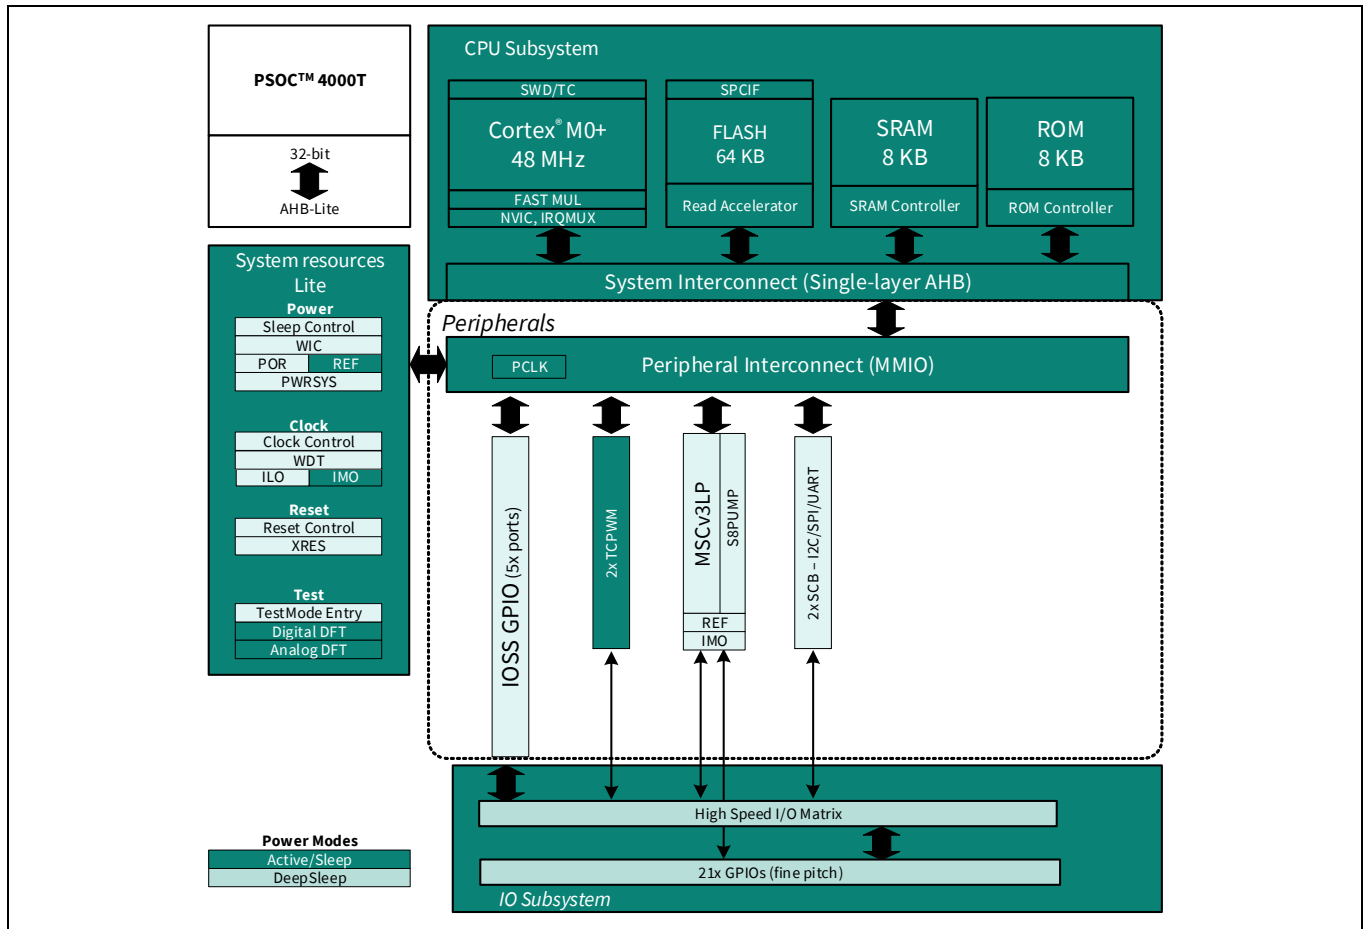 PSOC™ 4000T
32-bit
AHB-Lite
CPU Subsystem
SWD/TC
Cortex® M0+
48 MHz
FAST MUL
NVIC, IRQMUX
SPCIF
FLASH
64 KB
Read Accelerator
SRAM
8 KB
SRAM Controller
ROM
8 KB
ROM Controller
System Interconnect (Single-layer AHB)
System resources
Lite
Power
Sleep Control
WIC
POR
REF
PWRSYS
Clock
Clock Control
WDT
ILO
IMO
Reset
Reset Control
XRES
Test
TestMode Entry
Digital DFT
Analog DFT
Peripherals
PCLK
Peripheral Interconnect (MMIO)
IOSS GPIO (5x ports)
2x TCPWM
MSCv3LP
S8PUMP
REF
IMO
2x SCB – I2C/SPI/UART
High Speed I/O Matrix
21x GPIOs (fine pitch)
IO Subsystem
Power Modes
Active/Sleep
DeepSleep